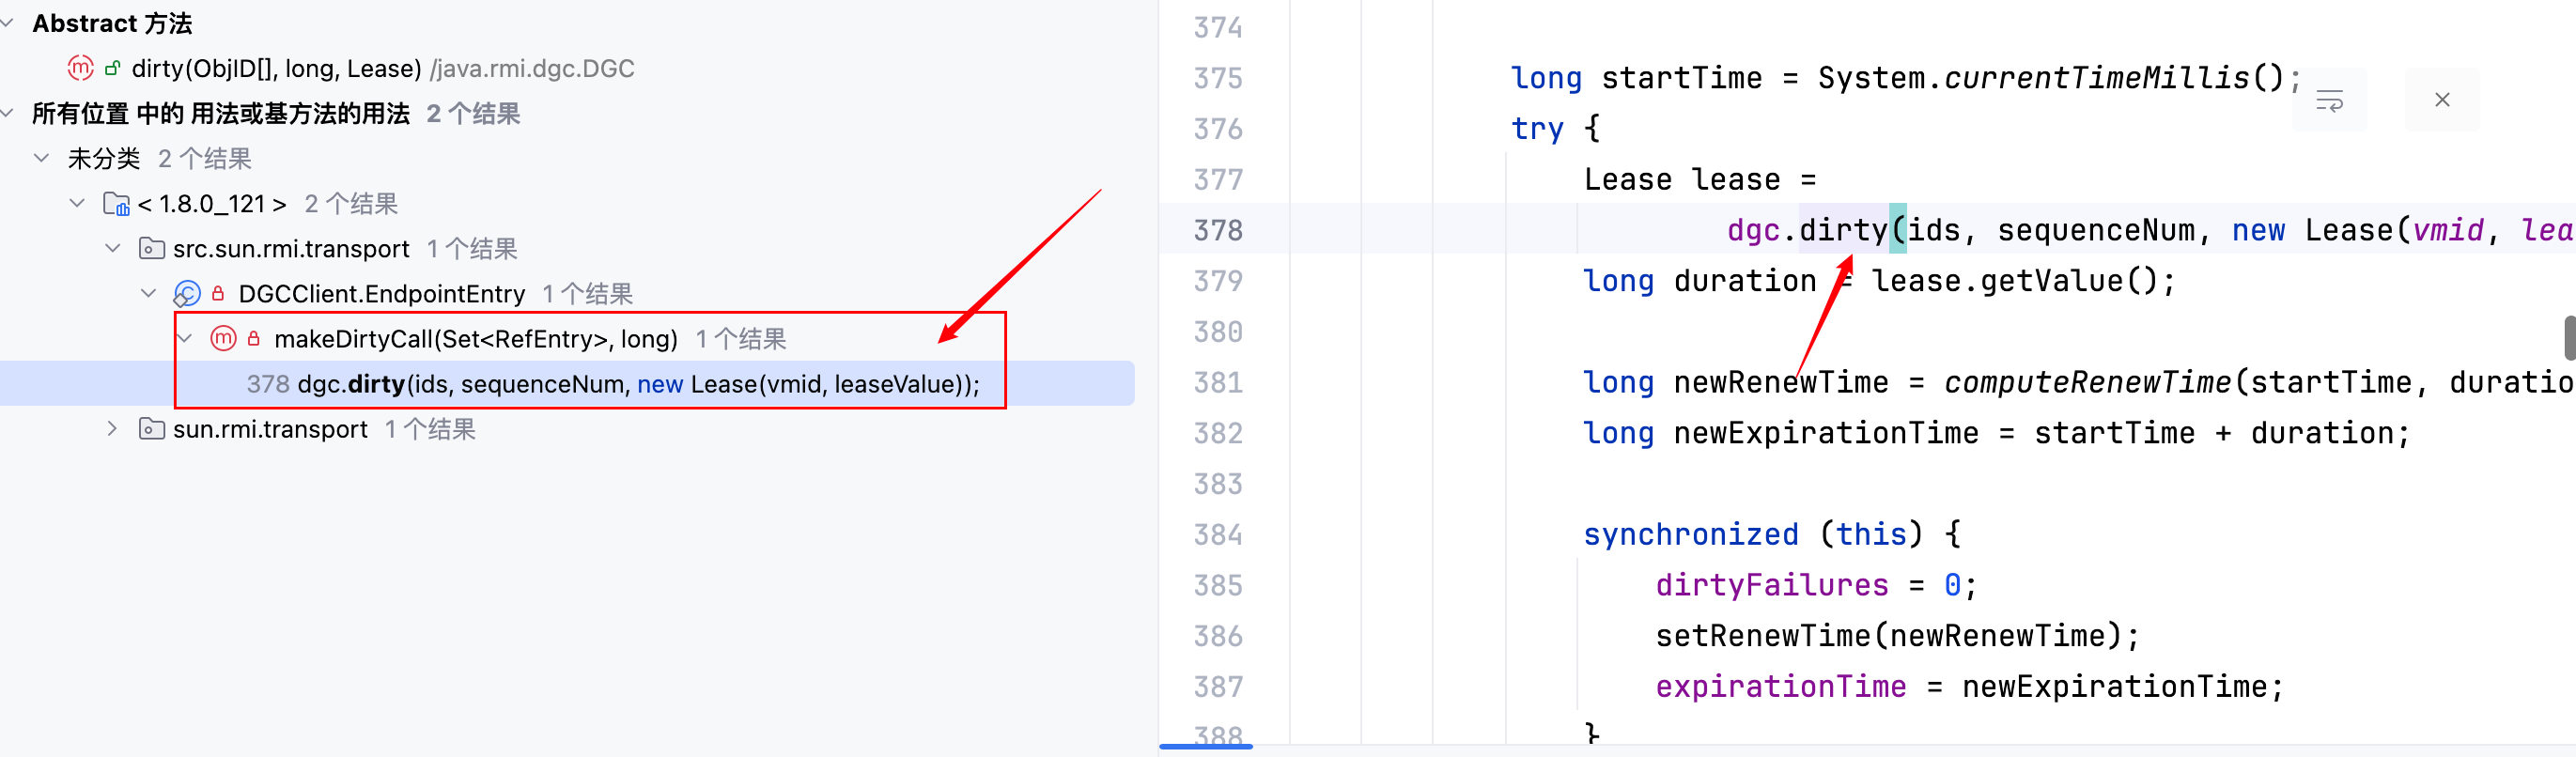 Abstract 方法
dirty(ObjID[], long, Lease) /java.rmi.dgc.DGC
所有位置 中的 用法或基方法的用法 2 个结果
未分类 2 个结果
< 1.8.0_121 > 2 个结果
src.sun.rmi.transport 1 个结果
DGCClient.EndpointEntry 1 个结果
makeDirtyCall(Set<RefEntry>, long) 1 个结果
378 dgc.dirty(ids, sequenceNum, new Lease(vmid, leaseValue));
sun.rmi.transport 1 个结果
374
375 long startTime = System.currentTimeMillis();
376 try {
377 Lease lease =
378 dgc.dirty(ids, sequenceNum, new Lease(vmid, lea
379 long duration = lease.getValue();
380
381 long newRenewTime = computeRenewTime(startTime, duratio
382 long newExpirationTime = startTime + duration;
383
384 synchronized (this) {
385 dirtyFailures = 0;
386 setRenewTime(newRenewTime);
387 expirationTime = newExpirationTime;
388 }